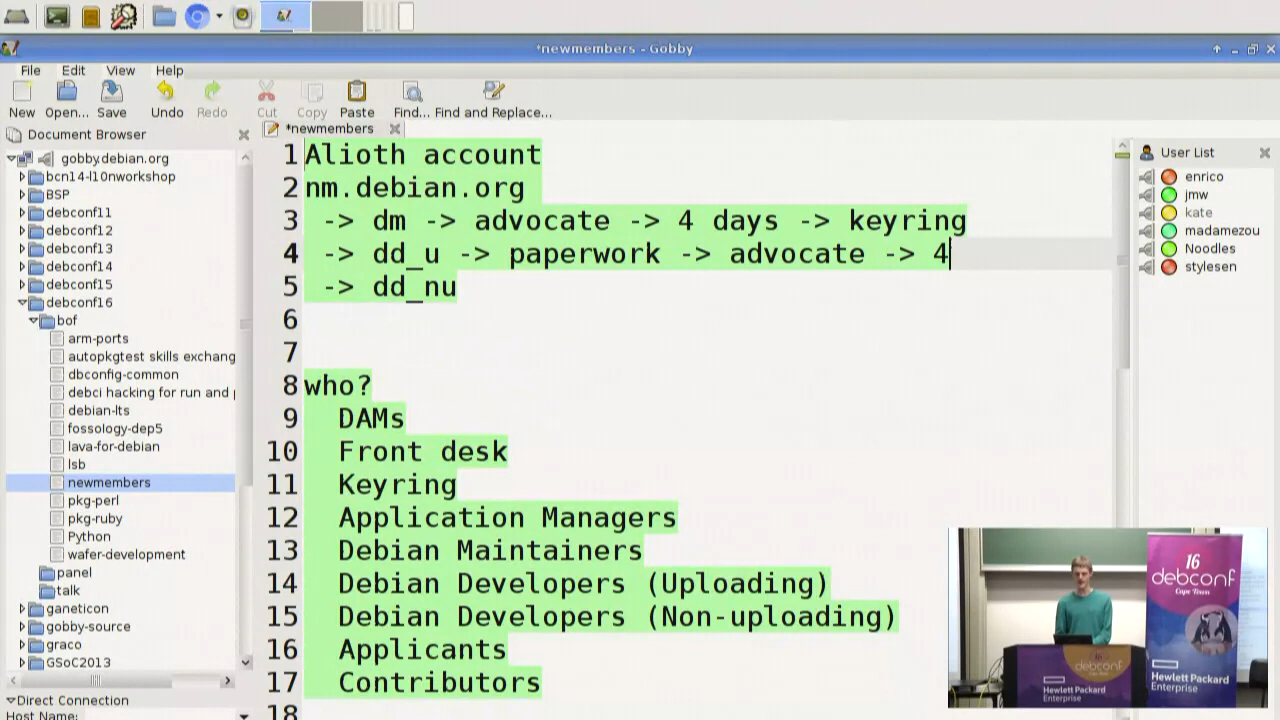 *newmembers - Gobby
File Edit View Help
New Open... Save Undo Redo Cut Copy Paste Find... Find and Replace...
Document Browser
*newmembers
User List
gobby.debian.org
bcn14-l10nworkshop
BSP
debconf11
debconf12
debconf13
debconf14
debconf15
debconf16
bof
arm-ports
autopkgtest skills exchang
dbconfig-common
debci hacking for run and
debian-lts
fossology-dep5
lava-for-debian
lsb
newmembers
pkg-perl
pkg-ruby
Python
wafer-development
panel
talk
ganeticon
gobby-source
graco
GSoC2013
Direct Connection
Host Name:
1 Alioth account
2 nm.debian.org
3 -> dm -> advocate -> 4 days -> keyring
4 -> dd_u -> paperwork -> advocate -> 4
5 -> dd_nu
6
7
8 who?
9 DAMs
10 Front desk
11 Keyring
12 Application Managers
13 Debian Maintainers
14 Debian Developers (Uploading)
15 Debian Developers (Non-uploading)
16 Applicants
17 Contributors
18
enrico
jmw
kate
madamezou
Noodles
stylesen
16
debconf
Cape Town
Hewlett Packard
Enterprise
debconf
Hewlett Packard
Enterprise